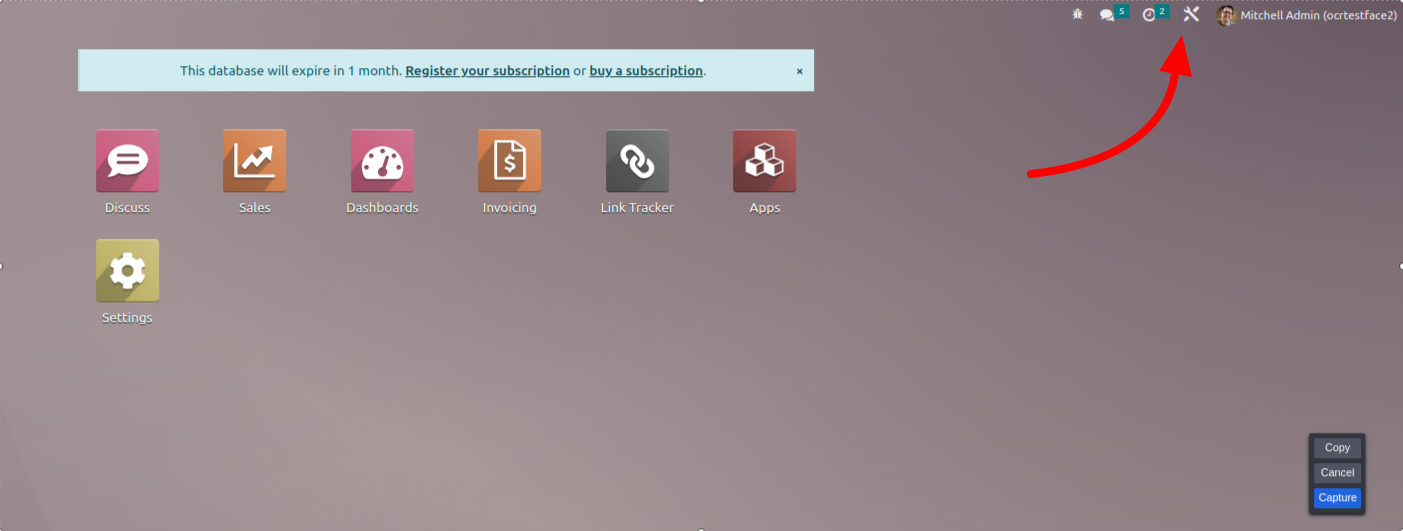 5
2
Mitchell Admin (ocrtestface2)
This database will expire in 1 month. Register your subscription or buy a subscription. ×
Discuss
Sales
Dashboards
Invoicing
Link Tracker
Apps
Settings
Copy
Cancel
Capture